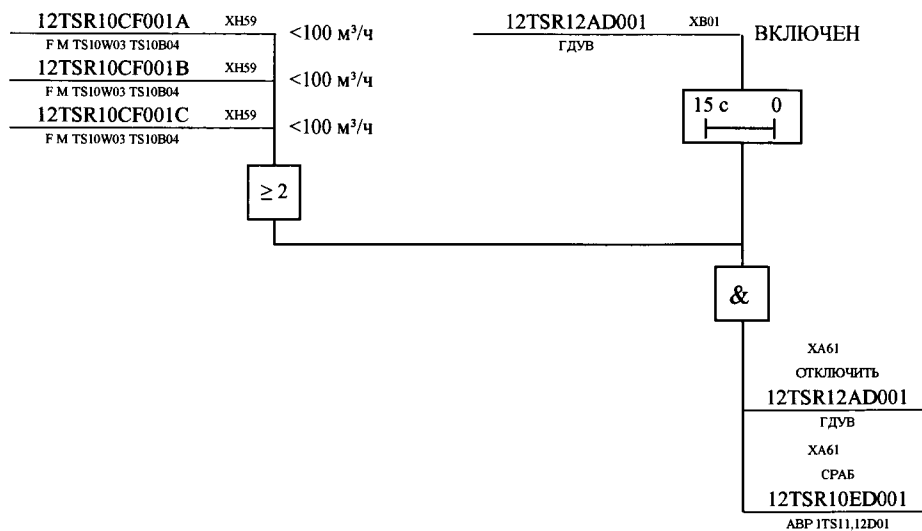 12TSR10CF001A XH59 <100 м³/ч
F M TS10W03 TS10B04
12TSR10CF001B XH59 <100 м³/ч
F M TS10W03 TS10B04
12TSR10CF001C XH59 <100 м³/ч
F M TS10W03 TS10B04
≥ 2
12TSR12AD001 XB01 ВКЛЮЧЕН
ГДУВ
15 с 0
&
XA61
ОТКЛЮЧИТЬ
12TSR12AD001
ГДУВ
XA61
СРАБ
12TSR10ED001
АВР 1TS11,12D01